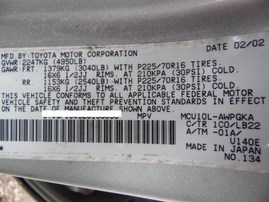 MFD.BY: TOYOTA MOTOR CORPORATION 02/02
GVWR 2247KG (4950LB)
GAWR FRT. 1379KG (3040LB) WITH P225/70R16 TIRES.
16X6 1/2JJ RIMS. AT 210KPA (30PSI) COLD.
RR. 1153KG (2540LB) WITH P225/70R16 TIRES.
16X6 1/2JJ RIMS. AT 210KPA (30PSI) COLD.
THIS VEHICLE CONFORMS TO ALL APPLICABLE FEDERAL MOTOR
VEHICLE SAFETY AND THEFT PREVENTION STANDARDS IN EFFECT ON THE
DATE OF MANUFACTURE SHOWN ABOVE.
MPV MCU10L-AWPGKA
C/TR 1C0/LB22
A/TM -01A/
U140E
MADE IN JAPAN
NO.134